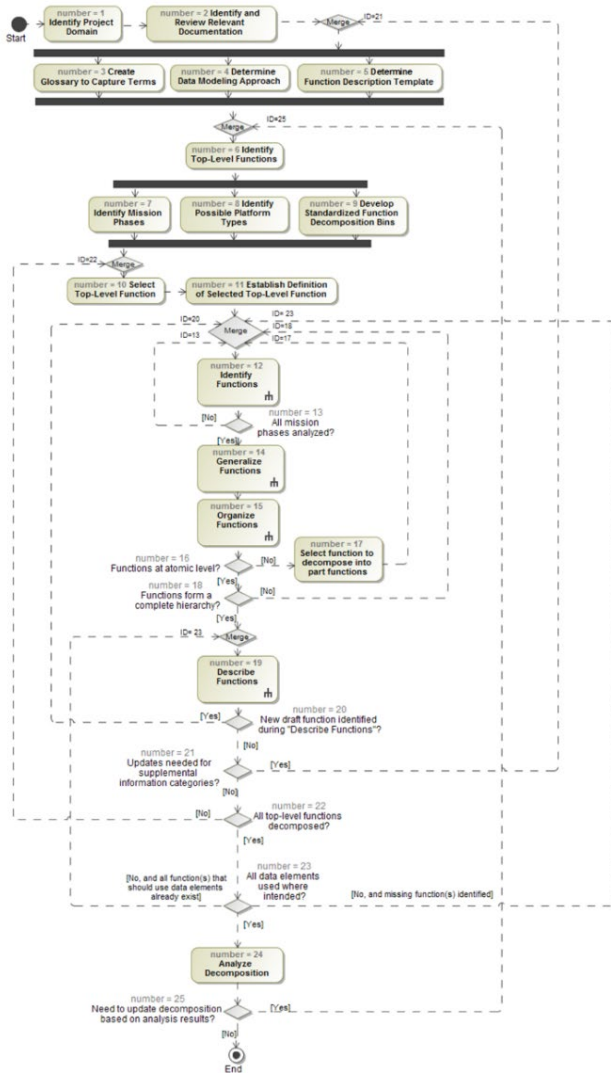 Start
number = 1
Identify Project
Domain
number = 2 Identify and
Review Relevant
Documentation
Merge
ID=21
number = 3 Create
Glossary to Capture Terms
number = 4 Determine
Data Modeling Approach
number = 5 Determine
Function Description Template
Merge
ID=25
number = 6 Identify
Top-Level Functions
number = 7
Identify Mission
Phases
number = 8 Identify
Possible Platform
Types
number = 9 Develop
Standardized Function
Decomposition Bins
ID=22
Merge
number = 10 Select
Top-Level Function
number = 11 Establish Definition
of Selected Top-Level Function
ID=20
ID= 23
ID=18
ID=13
Merge
ID=17
number = 12
Identify
Functions
[No]
number = 13
All mission
phases analyzed?
[Yes]
number = 14
Generalize
Functions
number = 15
Organize
Functions
number = 16
Functions at atomic level?
[No]
[Yes]
number = 17
Select function to
decompose into
part functions
number = 18
Functions form a
complete hierarchy?
[No]
[Yes]
ID= 23
Merge
number = 19
Describe
Functions
[Yes]
number = 20
New draft function identified
during "Describe Functions"?
[No]
number = 21
Updates needed for
supplemental
information categories?
[Yes]
[No]
[No]
number = 22
All top-level functions
decomposed?
[Yes]
[No, and all function(s) that
should use data elements
already exist]
number = 23
All data elements
used where
intended?
[No, and missing function(s) identified]
[Yes]
number = 24
Analyze
Decomposition
number = 25
Need to update decomposition
based on analysis results?
[Yes]
[No]
End